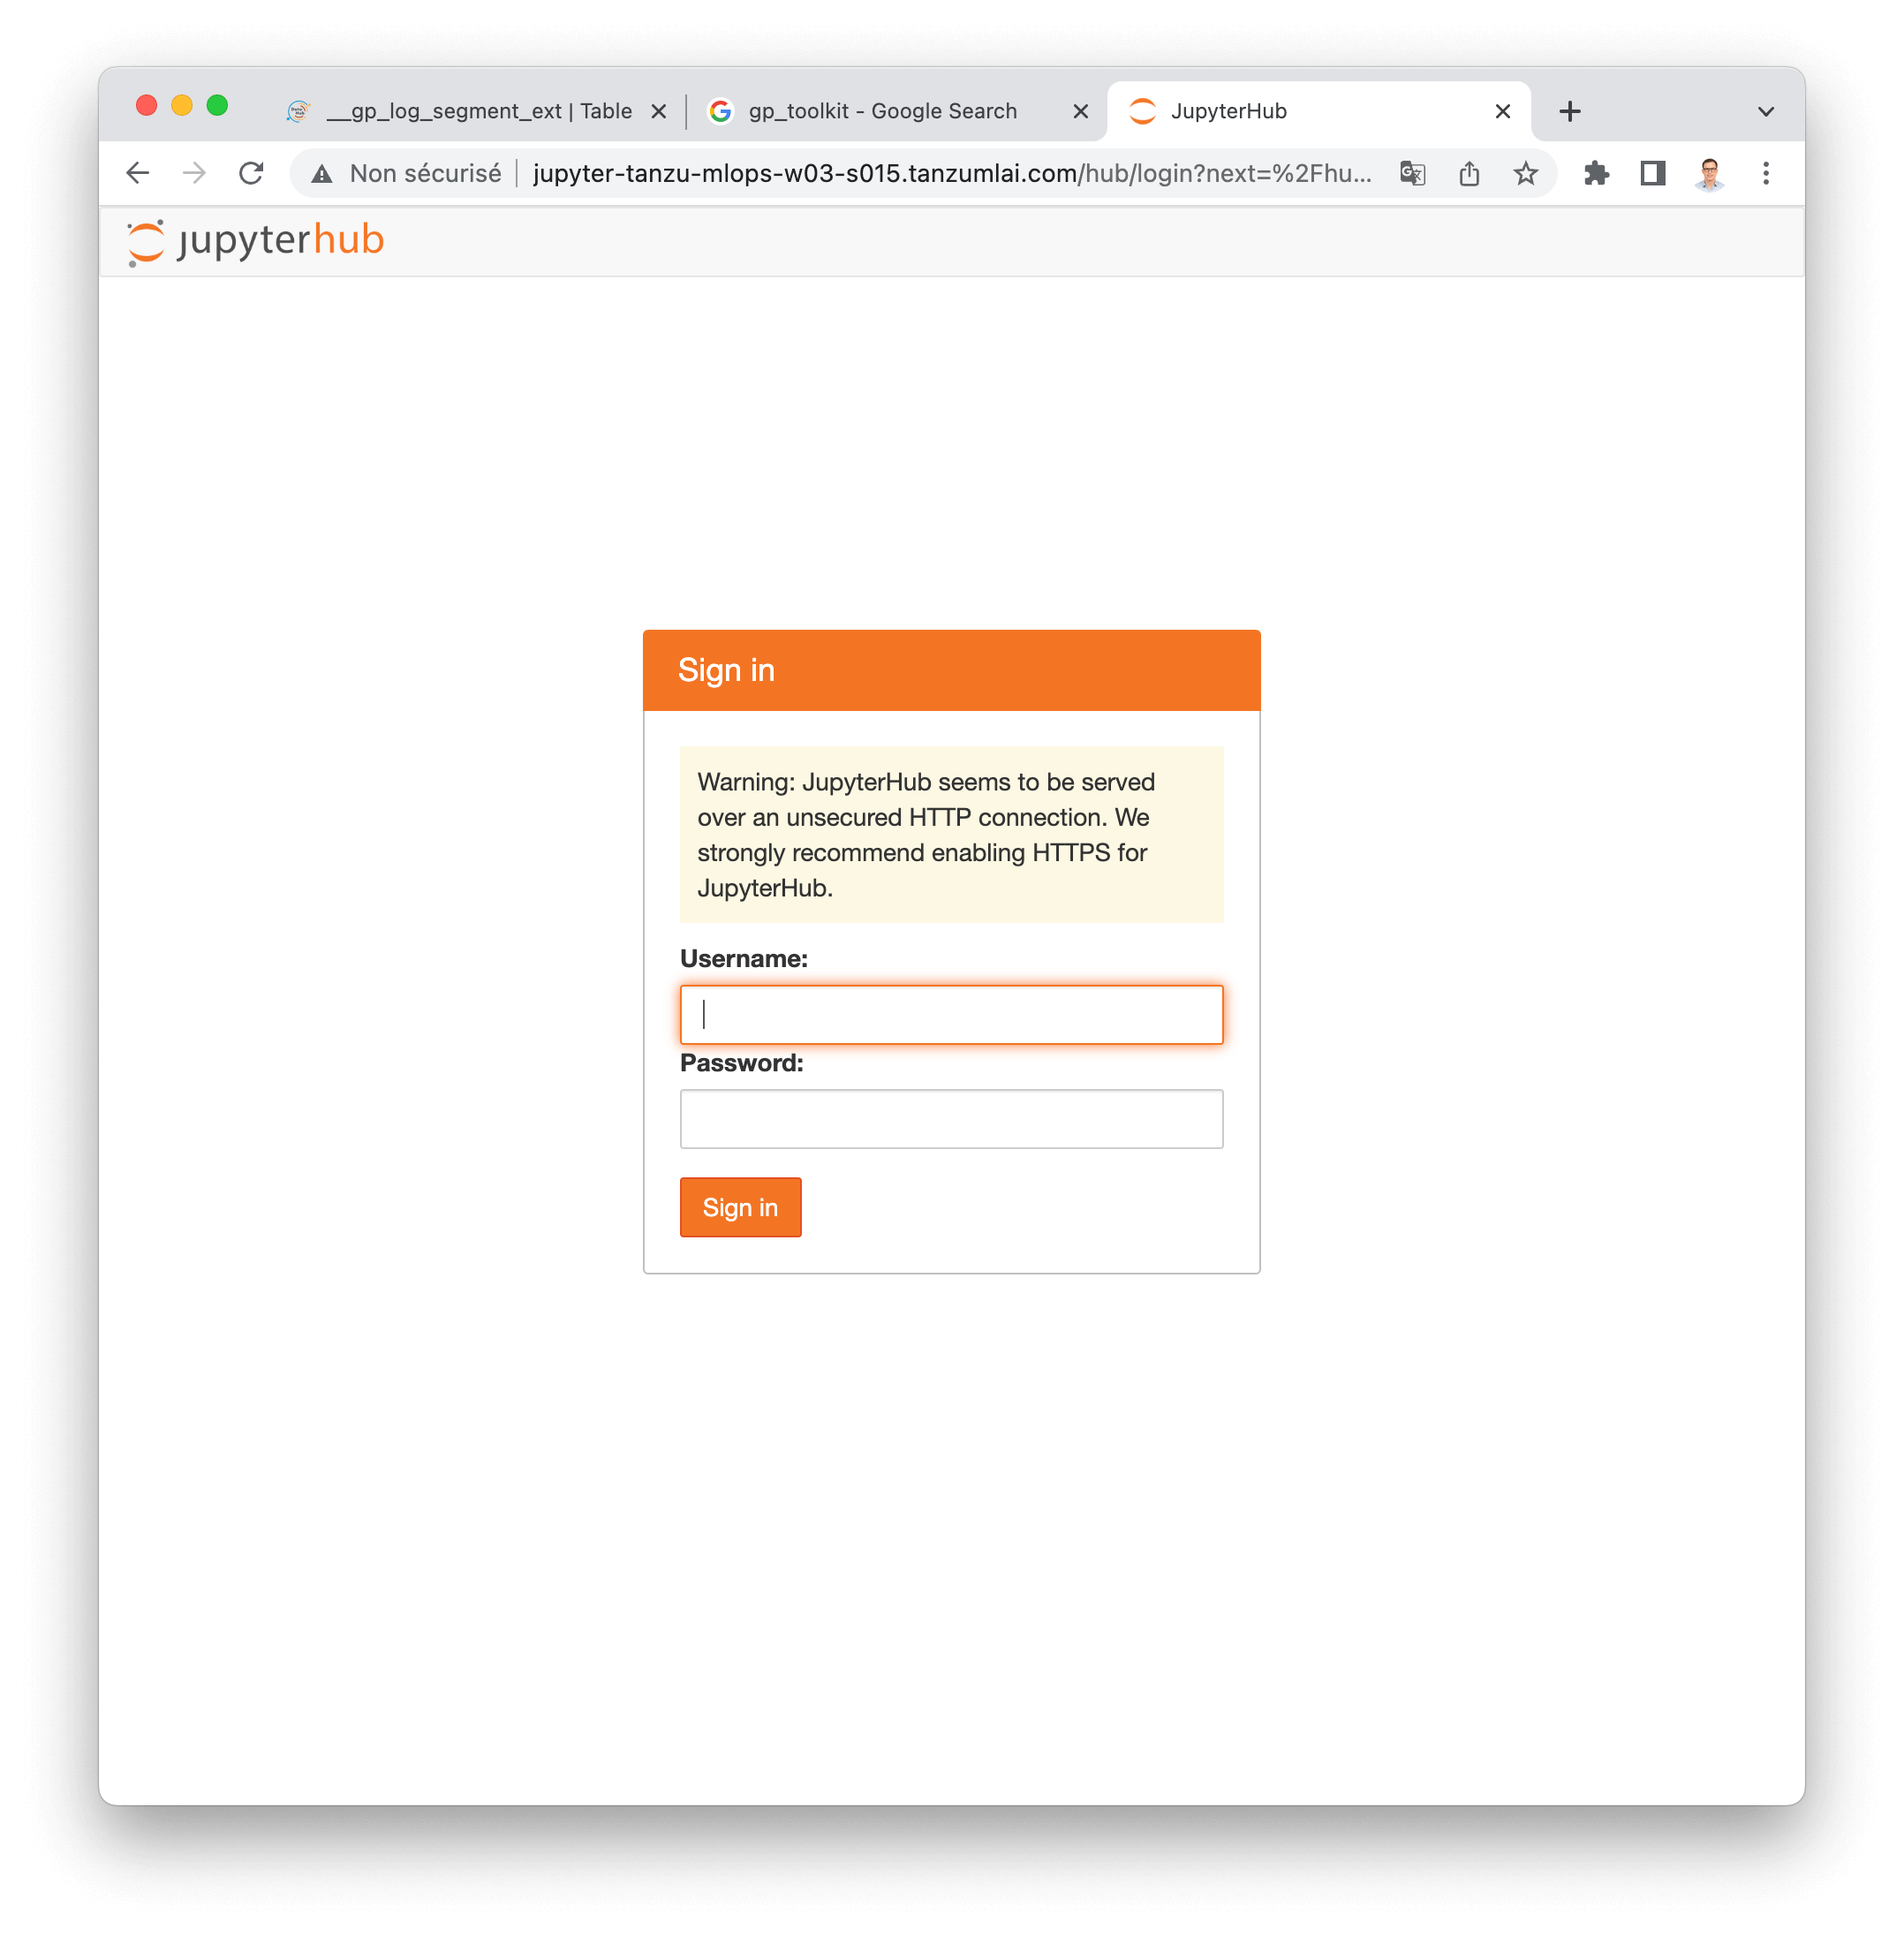 __gp_log_segment_ext | Table
gp_toolkit - Google Search
JupyterHub
Non sécurisé
jupyter-tanzu-mlops-w03-s015.tanzumlai.com/hub/login?next=%2Fhu...
jupyterhub
Sign in
Warning: JupyterHub seems to be served
over an unsecured HTTP connection. We
strongly recommend enabling HTTPS for
JupyterHub.
Username:
Password:
Sign in